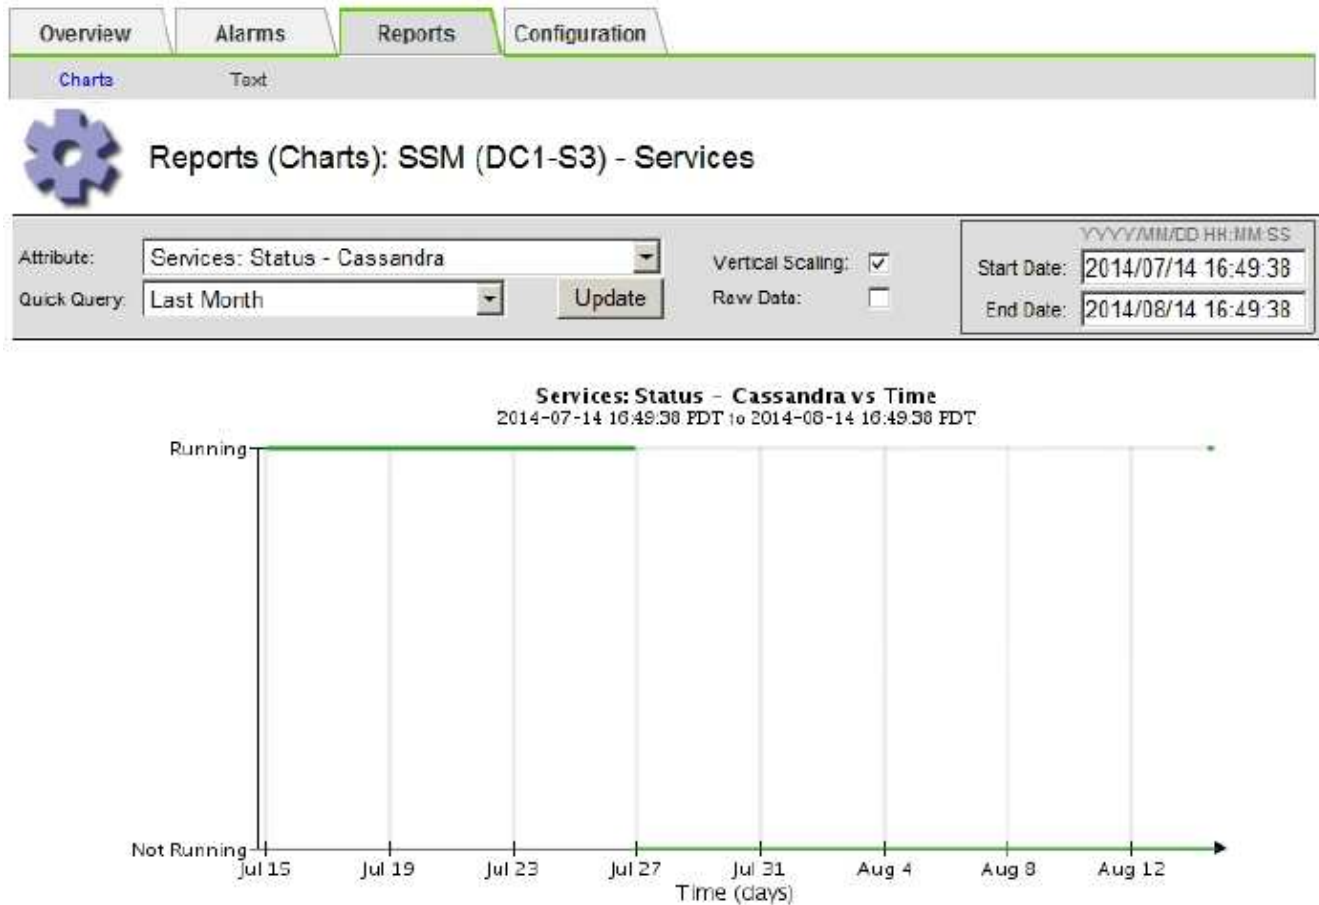 Overview Alarms Reports Configuration
Charts Text
Reports (Charts): SSM (DC1-S3) - Services
YYYY/MM/DD HH:MM:SS
Attribute: Services: Status - Cassandra Vertical Scaling: Start Date: 2014/07/14 16:49:38
Quick Query: Last Month Update Raw Data: End Date: 2014/08/14 16:49:38
Services: Status - Cassandra vs Time
2014-07-14 16:49:38 PDT to 2014-08-14 16:49:38 PDT
Running
Not Running
Jul 15 Jul 19 Jul 23 Jul 27 Jul 31 Aug 4 Aug 8 Aug 12
Time (days)